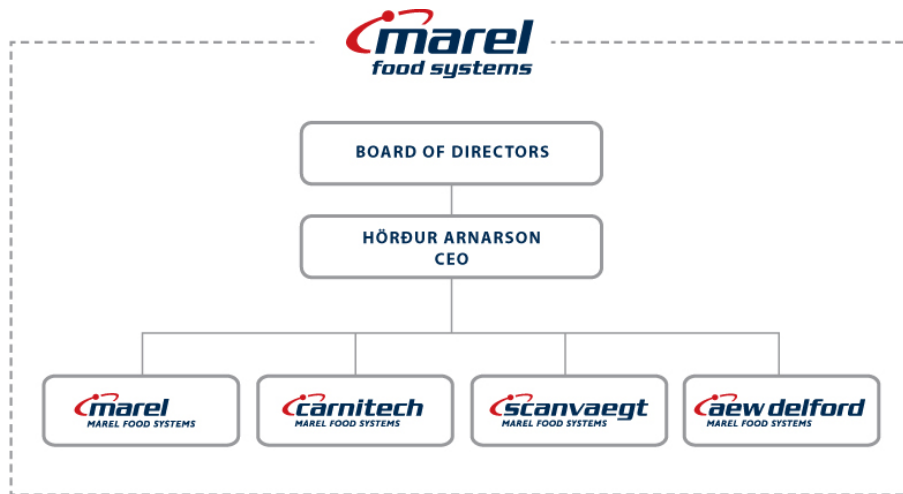 marel
food systems
BOARD OF DIRECTORS
HÖRÐUR ARNARSON
CEO
marel
MAREL FOOD SYSTEMS
carnitech
MAREL FOOD SYSTEMS
scanvaegt
MAREL FOOD SYSTEMS
aew delford
MAREL FOOD SYSTEMS